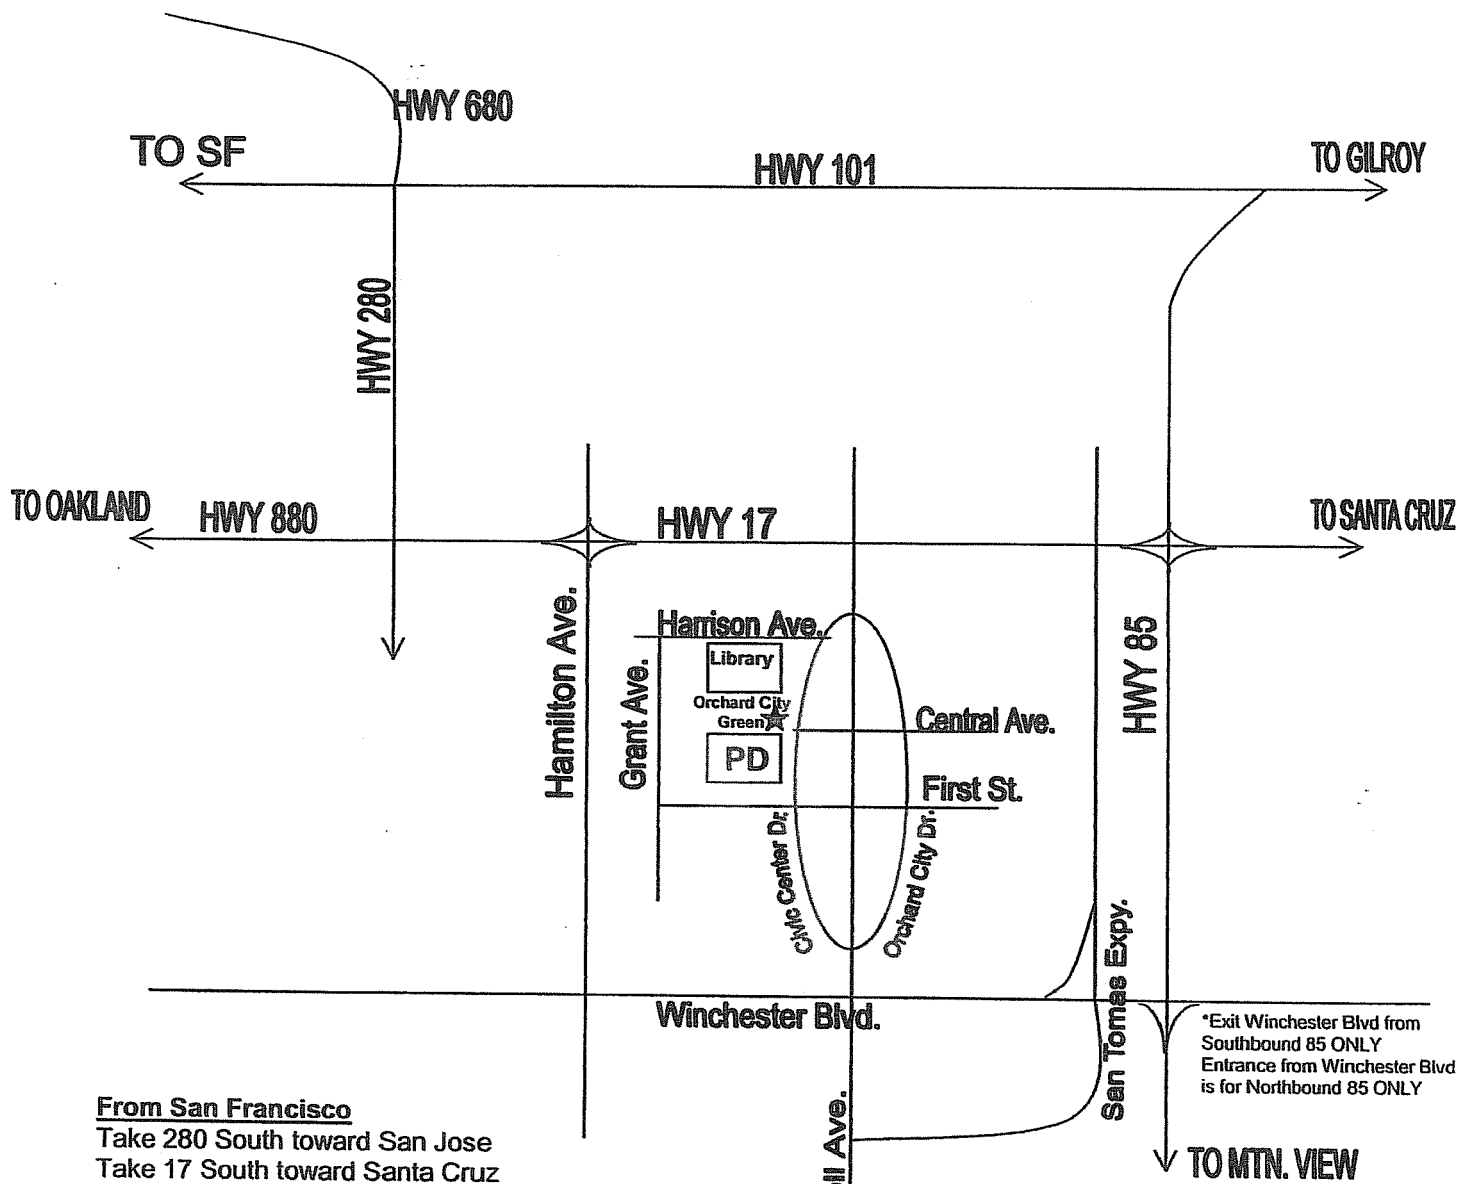 HWY 680
TO SF
HWY 101
TO GILROY
HWY 280
TO OAKLAND
HWY 880
HWY 17
TO SANTA CRUZ
Hamilton Ave.
Harrison Ave.
Library
Grant Ave.
Orchard City
Green
PD
Central Ave.
First St.
HWY 85
Civic Center Dr.
Orchard City Dr.
San Tomas Expy.
Winchester Blvd.
*Exit Winchester Blvd from
Southbound 85 ONLY
Entrance from Winchester Blvd
is for Northbound 85 ONLY
From San Francisco
Take 280 South toward San Jose
Take 17 South toward Santa Cruz
Ave.
TO MTN. VIEW